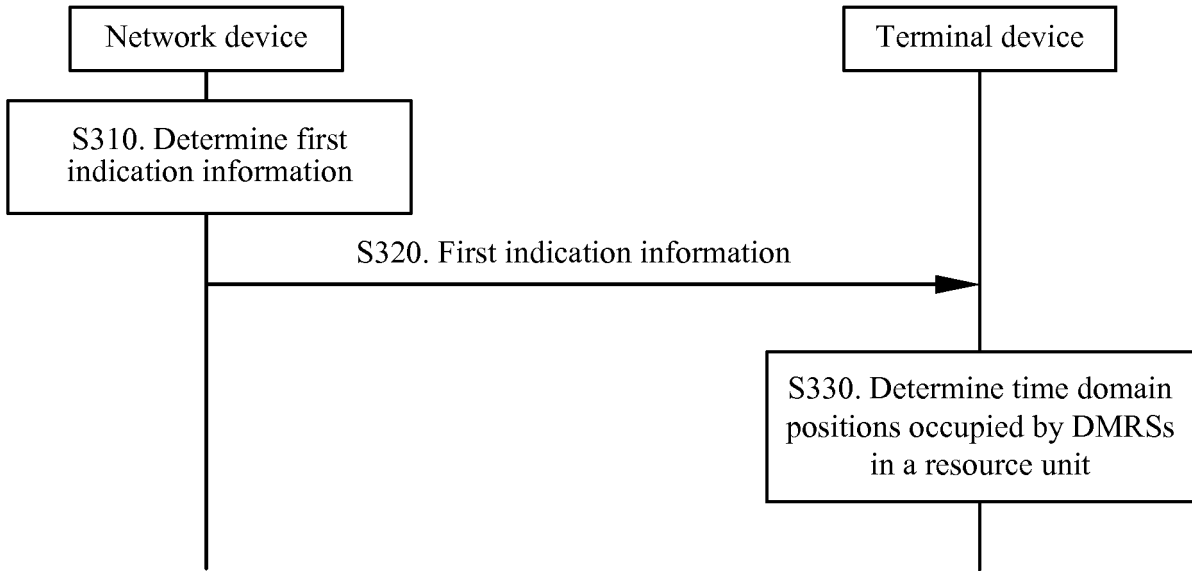 Network device
Terminal device
S310. Determine first
indication information
S320. First indication information
S330. Determine time domain
positions occupied by DMRSs
in a resource unit